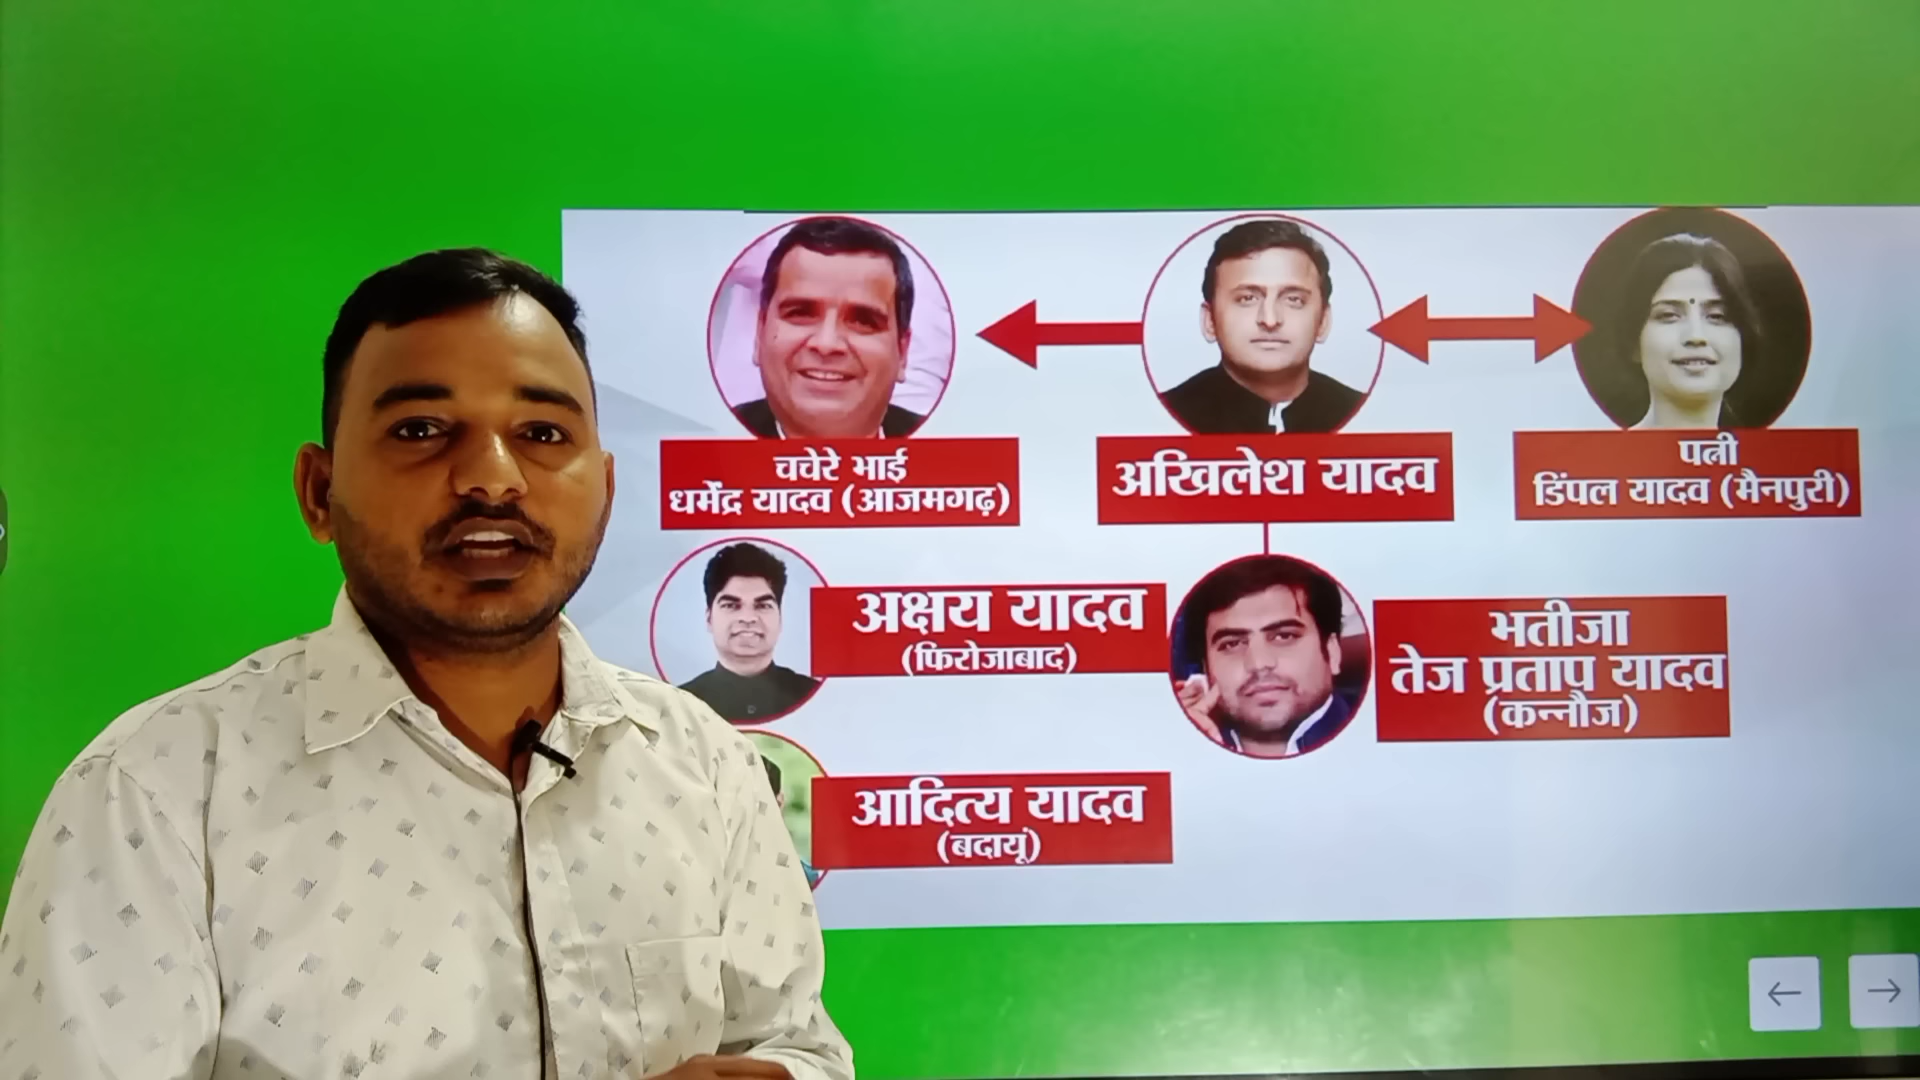 चचेरे भाई
धर्मेंद्र यादव (आजमगढ़)
अखिलेश यादव
पत्नी
डिंपल यादव (मैनपुरी)
अक्षय यादव
(फिरोजाबाद)
भतीजा
तेज प्रताप यादव
(कन्नौज)
आदित्य यादव
(बदायूं)